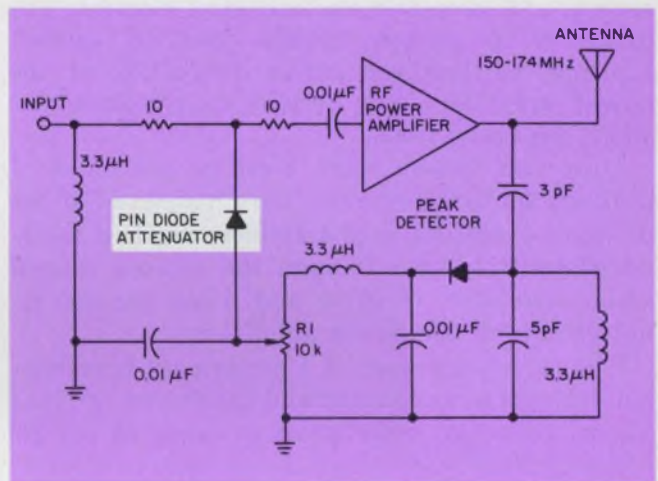 ANTENNA
150-174 MHz
INPUT
10
10
0.01µF
RF
POWER
AMPLIFIER
3.3µH
PIN DIODE
ATTENUATOR
PEAK
DETECTOR
3 pF
3.3µH
R1
10k
0.01µF
5pF
3.3µH
0.01µF